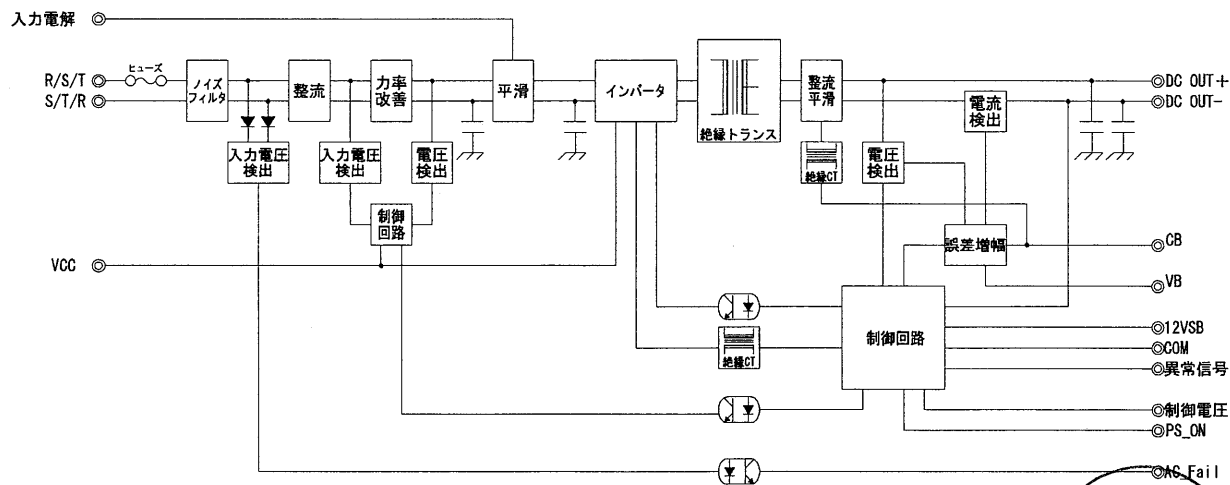 入力電解
R/S/T
S/T/R
ヒューズ
ノイズ
フィルタ
整流
力率
改善
平滑
インバータ
絶縁トランス
整流
平滑
電流
検出
DC OUT+
DC OUT-
入力電圧
検出
入力電圧
検出
電圧
検出
絶縁CT
電圧
検出
制御
回路
誤差増幅
CB
VCC
VB
制御回路
12VSB
COM
異常信号
絶縁CT
制御電圧
PS_ON
AC_Fail